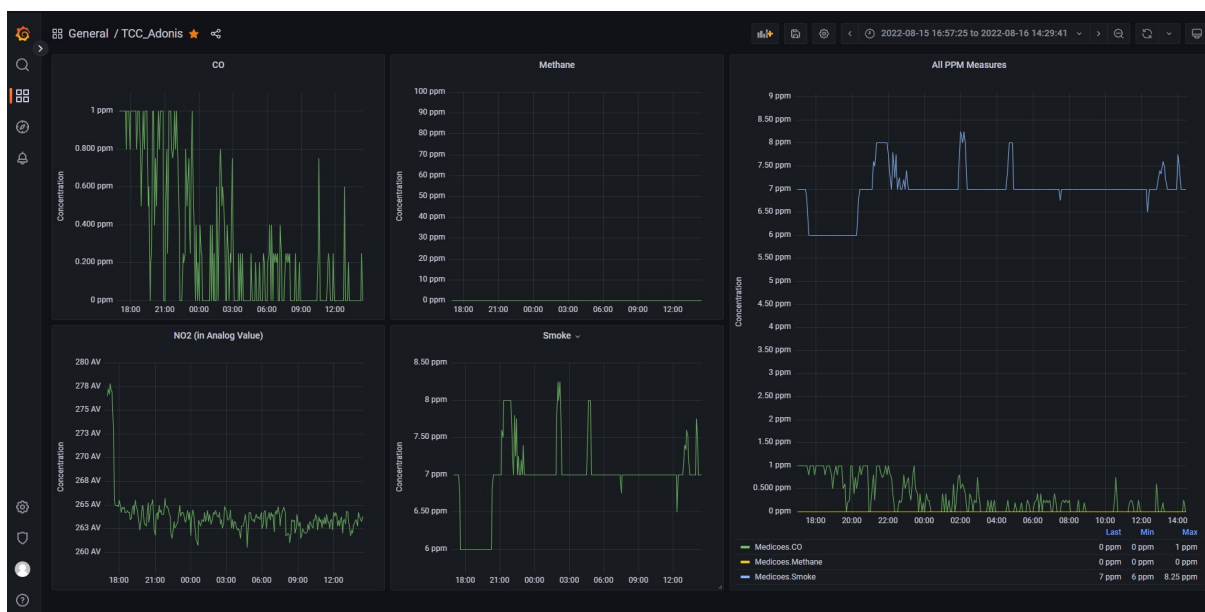 General / TCC_Adonis
2022-08-15 16:57:25 to 2022-08-16 14:29:41
CO
Concentration
1 ppm
0.800 ppm
0.600 ppm
0.400 ppm
0.200 ppm
0 ppm
18:00 21:00 00:00 03:00 06:00 09:00 12:00
Methane
Concentration
100 ppm
90 ppm
80 ppm
70 ppm
60 ppm
50 ppm
40 ppm
30 ppm
20 ppm
10 ppm
0 ppm
18:00 21:00 00:00 03:00 06:00 09:00 12:00
NO2 (in Analog Value)
Concentration
280 AV
278 AV
275 AV
273 AV
270 AV
268 AV
265 AV
263 AV
260 AV
18:00 21:00 00:00 03:00 06:00 09:00 12:00
Smoke
Concentration
8.50 ppm
8 ppm
7.50 ppm
7 ppm
6.50 ppm
6 ppm
18:00 21:00 00:00 03:00 06:00 09:00 12:00
All PPM Measures
Concentration
9 ppm
8.50 ppm
8 ppm
7.50 ppm
7 ppm
6.50 ppm
6 ppm
5.50 ppm
5 ppm
4.50 ppm
4 ppm
3.50 ppm
3 ppm
2.50 ppm
2 ppm
1.50 ppm
1 ppm
0.500 ppm
0 ppm
18:00 20:00 22:00 00:00 02:00 04:00 06:00 08:00 10:00 12:00 14:00
Last Min Max
Medicoes.CO 0 ppm 0 ppm 1 ppm
Medicoes.Methane 0 ppm 0 ppm 0 ppm
Medicoes.Smoke 7 ppm 6 ppm 8.25 ppm